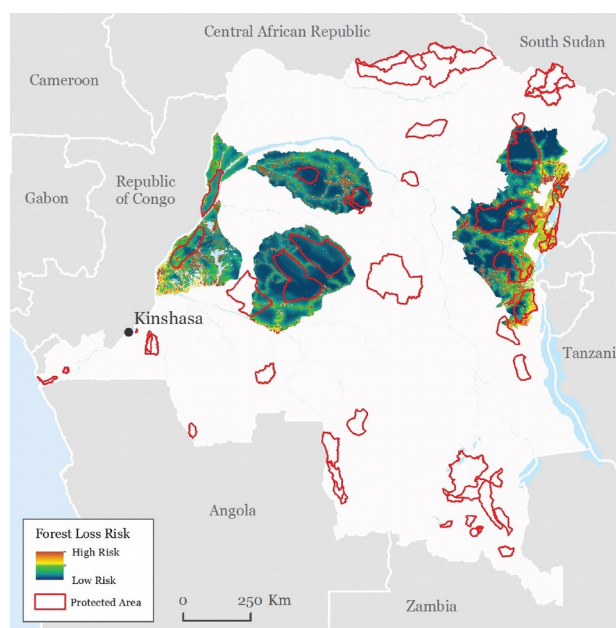 Central African Republic
South Sudan
Cameroon
Gabon
Republic
of Congo
Kinshasa
Tanzani
Angola
Zambia
Forest Loss Risk
High Risk
Low Risk
Protected Area
0 250 Km